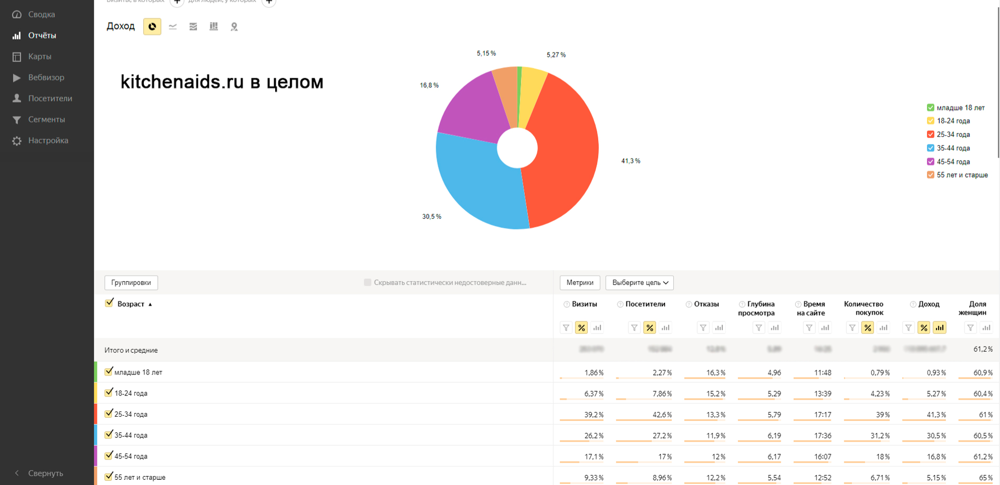 Визиты, в которых + для людей, у которых +
Сводка
Отчёты
Карты
Вебвизор
Посетители
Сегменты
Настройка
Свернуть
Доход
kitchenaids.ru в целом
5,15 %
5,27 %
16,8 %
41,3 %
30,5 %
младше 18 лет
18-24 года
25-34 года
35-44 года
45-54 года
55 лет и старше
Группировки
Скрывать статистически недостоверные данн...
Метрики
Выберите цель
Возраст ▲
Визиты
Посетители
Отказы
Глубина
просмотра
Время
на сайте
Количество
покупок
Доход
Доля
женщин
% % % %
Итого и средние 61,2 %
младше 18 лет 1,86 % 2,27 % 16,3 % 4,96 11:48 0,79 % 0,93 % 60,9 %
18-24 года 6,37 % 7,86 % 15,2 % 5,29 13:39 4,23 % 5,27 % 60,4 %
25-34 года 39,2 % 42,6 % 13,3 % 5,79 17:17 39 % 41,3 % 61 %
35-44 года 26,2 % 27,2 % 11,9 % 6,19 17:36 31,2 % 30,5 % 60,5 %
45-54 года 17,1 % 17 % 12 % 6,17 16:07 18 % 16,8 % 61,2 %
55 лет и старше 9,33 % 8,96 % 12,2 % 5,54 12:52 6,71 % 5,15 % 65 %